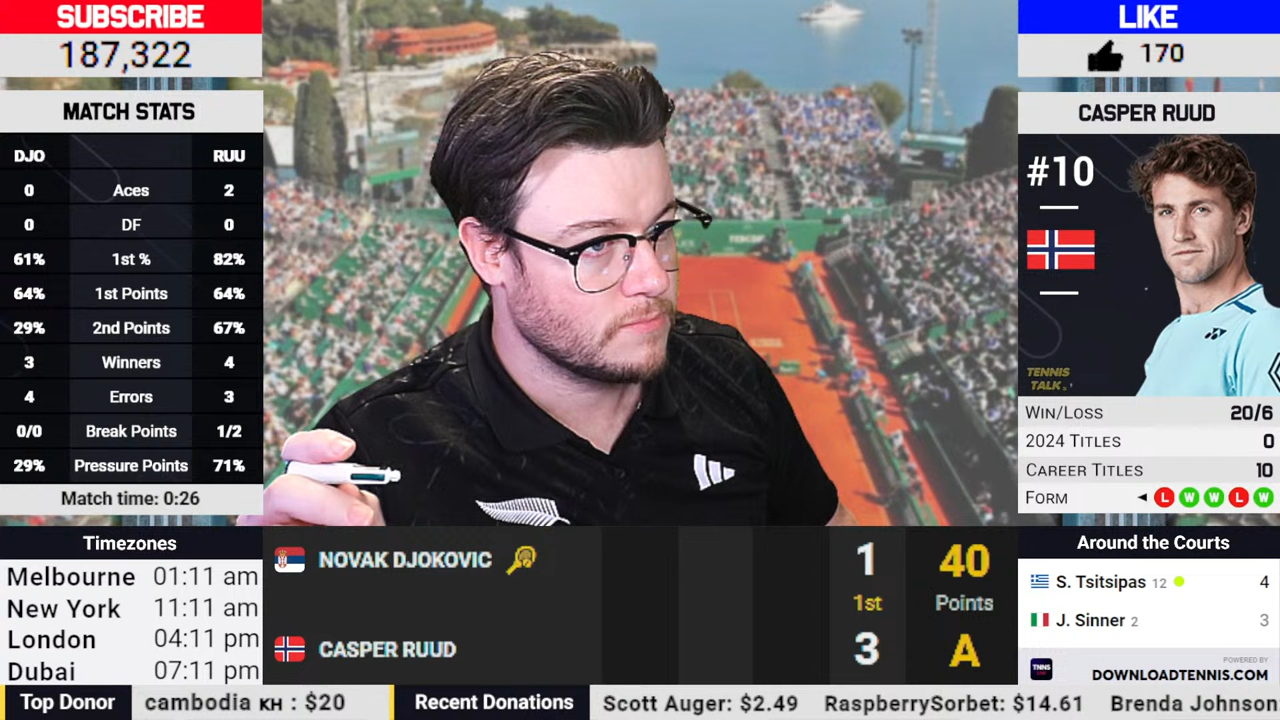 SUBSCRIBE
187,322
MATCH STATS
DJO RUU
0 Aces 2
0 DF 0
61% 1st % 82%
64% 1st Points 64%
29% 2nd Points 67%
3 Winners 4
4 Errors 3
0/0 Break Points 1/2
29% Pressure Points 71%
Match time: 0:26
Timezones
Melbourne 01:11 am
New York 11:11 am
London 04:11 pm
Dubai 07:11 pm
NOVAK DJOKOVIC 1 40
1st Points
CASPER RUUD 3 A
LIKE
170
CASPER RUUD
#10
TENNIS
TALK
WIN/LOSS 20/6
2024 TITLES 0
CAREER TITLES 10
FORM L W W L W
Around the Courts
S. Tsitsipas 12 4
J. Sinner 2 3
TNNS
POWERED BY
DOWNLOADTENNIS.COM
Top Donor cambodia KH : $20 Recent Donations Scott Auger: $2.49 RaspberrySorbet: $14.61 Brenda Johnson